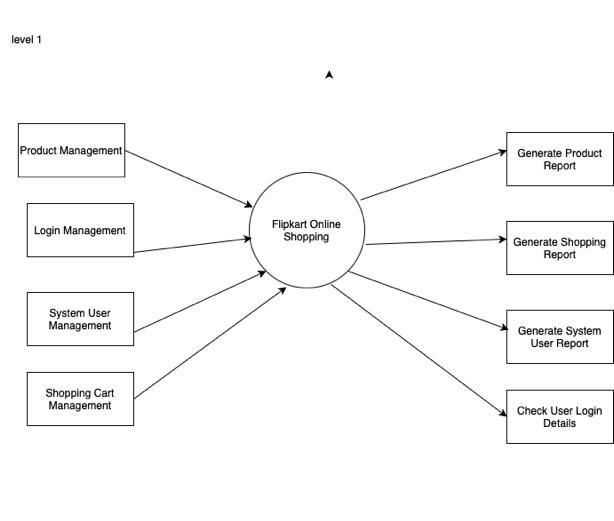 level 1
Product Management
Login Management
System User
Management
Shopping Cart
Management
Flipkart Online
Shopping
Generate Product
Report
Generate Shopping
Report
Generate System
User Report
Check User Login
Details